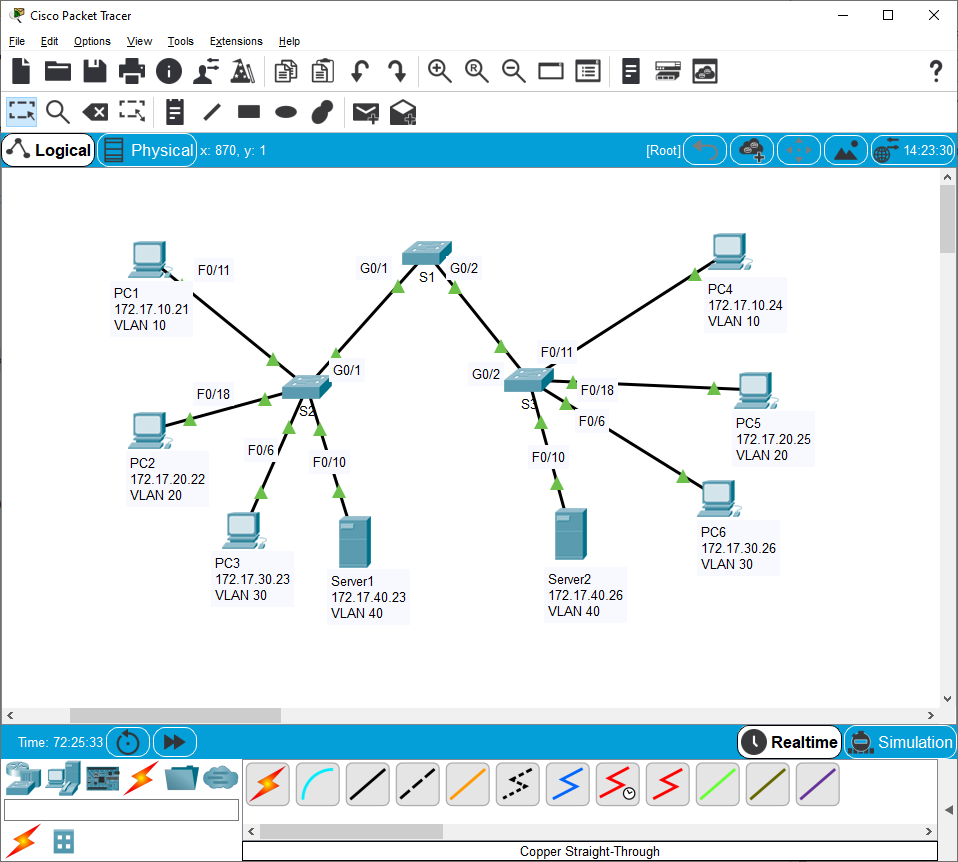 Cisco Packet Tracer
File Edit Options View Tools Extensions Help
R
?
Logical Physical x: 870, y: 1 [Root] 14:23:30
PC1
172.17.10.21
VLAN 10
F0/11
G0/1
S1
G0/2
PC4
172.17.10.24
VLAN 10
F0/11
G0/1
S2
G0/2
S3
F0/18
F0/18
PC5
172.17.20.25
VLAN 20
F0/6
PC2
172.17.20.22
VLAN 20
F0/6
F0/10
F0/10
PC6
172.17.30.26
VLAN 30
PC3
172.17.30.23
VLAN 30
Server1
172.17.40.23
VLAN 40
Server2
172.17.40.26
VLAN 40
Time: 72:25:33 Realtime Simulation
Copper Straight-Through